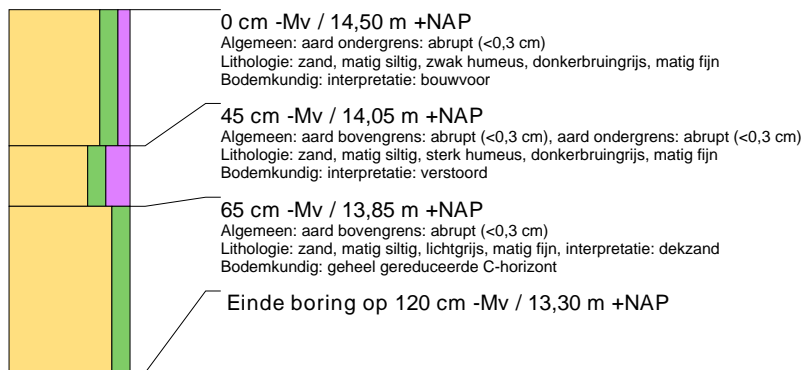 0 cm -Mv / 14,50 m +NAP
Algemeen: aard ondergrens: abrupt (<0,3 cm)
Lithologie: zand, matig siltig, zwak humeus, donkerbruingrijs, matig fijn
Bodemkundig: interpretatie: bouwvoor
45 cm -Mv / 14,05 m +NAP
Algemeen: aard bovengrens: abrupt (<0,3 cm), aard ondergrens: abrupt (<0,3 cm)
Lithologie: zand, matig siltig, sterk humeus, donkerbruingrijs, matig fijn
Bodemkundig: interpretatie: verstoord
65 cm -Mv / 13,85 m +NAP
Algemeen: aard bovengrens: abrupt (<0,3 cm)
Lithologie: zand, matig siltig, lichtgrijs, matig fijn, interpretatie: dekzand
Bodemkundig: geheel gereduceerde C-horizont
Einde boring op 120 cm -Mv / 13,30 m +NAP